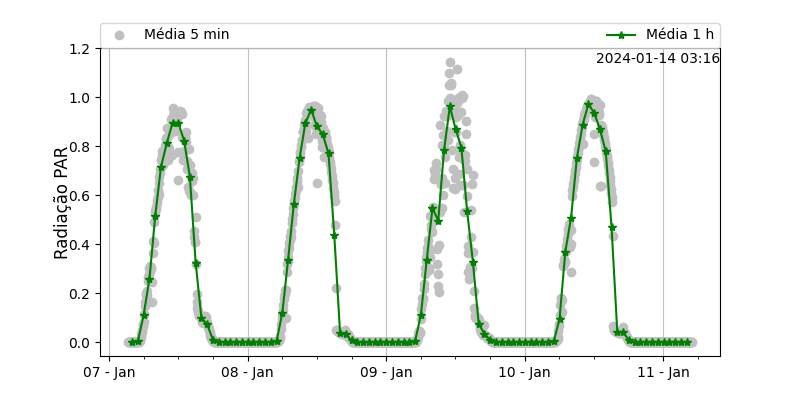 Média 5 min
Média 1 h
2024-01-14 03:16
Radiação PAR
1.2
1.0
0.8
0.6
0.4
0.2
0.0
07 - Jan
08 - Jan
09 - Jan
10 - Jan
11 - Jan